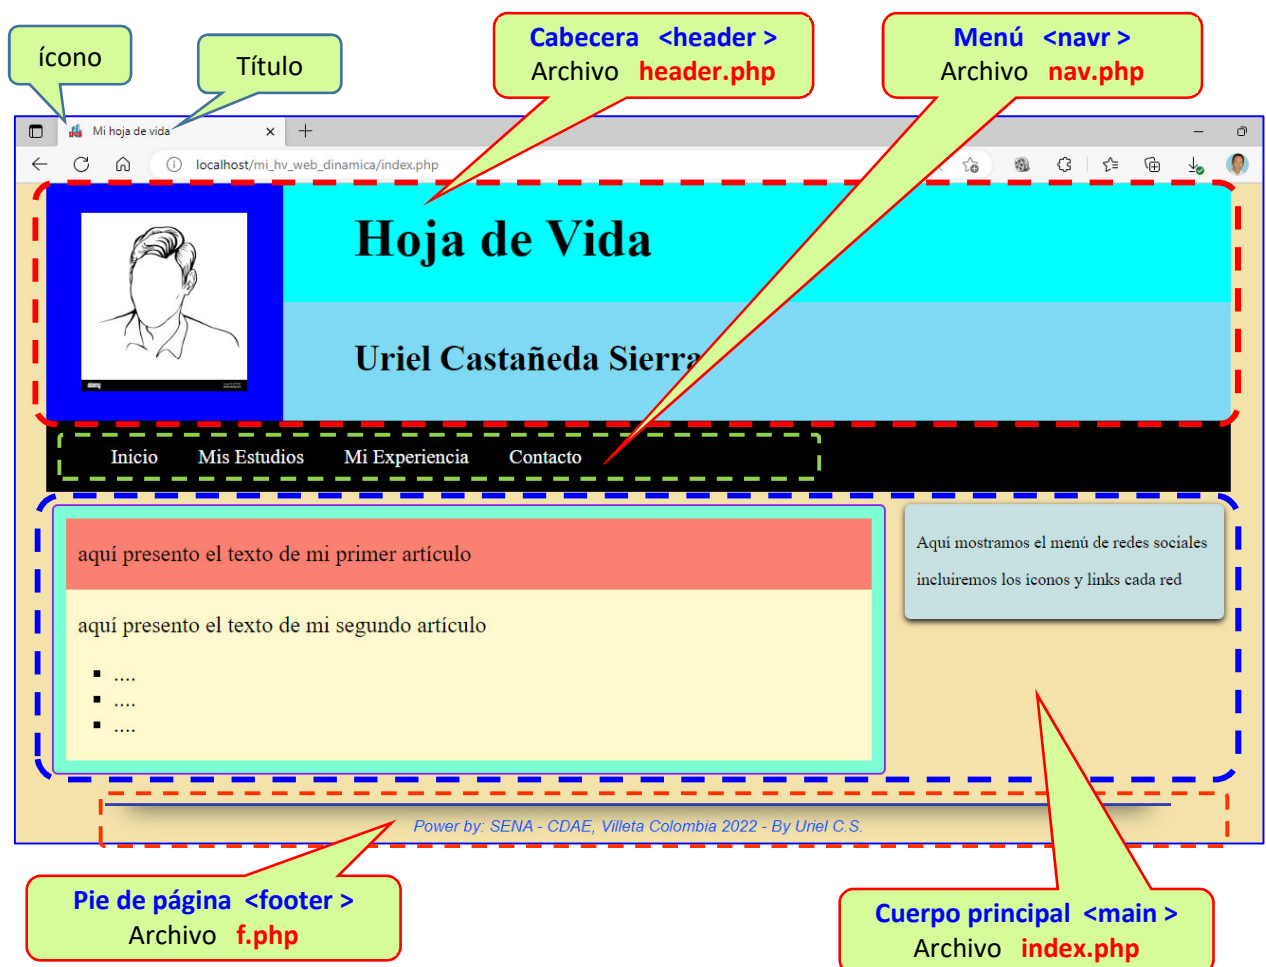 ícono
Título
Cabecera <header >
Archivo header.php
Menú <navr >
Archivo nav.php
Mi hoja de vida
localhost/mi_hv_web_dinamica/index.php
Hoja de Vida
Uriel Castañeda Sierra
alamy
Inicio Mis Estudios Mi Experiencia Contacto
aquí presento el texto de mi primer artículo
aquí presento el texto de mi segundo artículo
....
....
....
Aqui mostramos el menú de redes sociales
incluiremos los íconos y links cada red
Power by: SENA - CDAE, Villeta Colombia 2022 - By Uriel C.S.
Pie de página <footer >
Archivo f.php
Cuerpo principal <main >
Archivo index.php